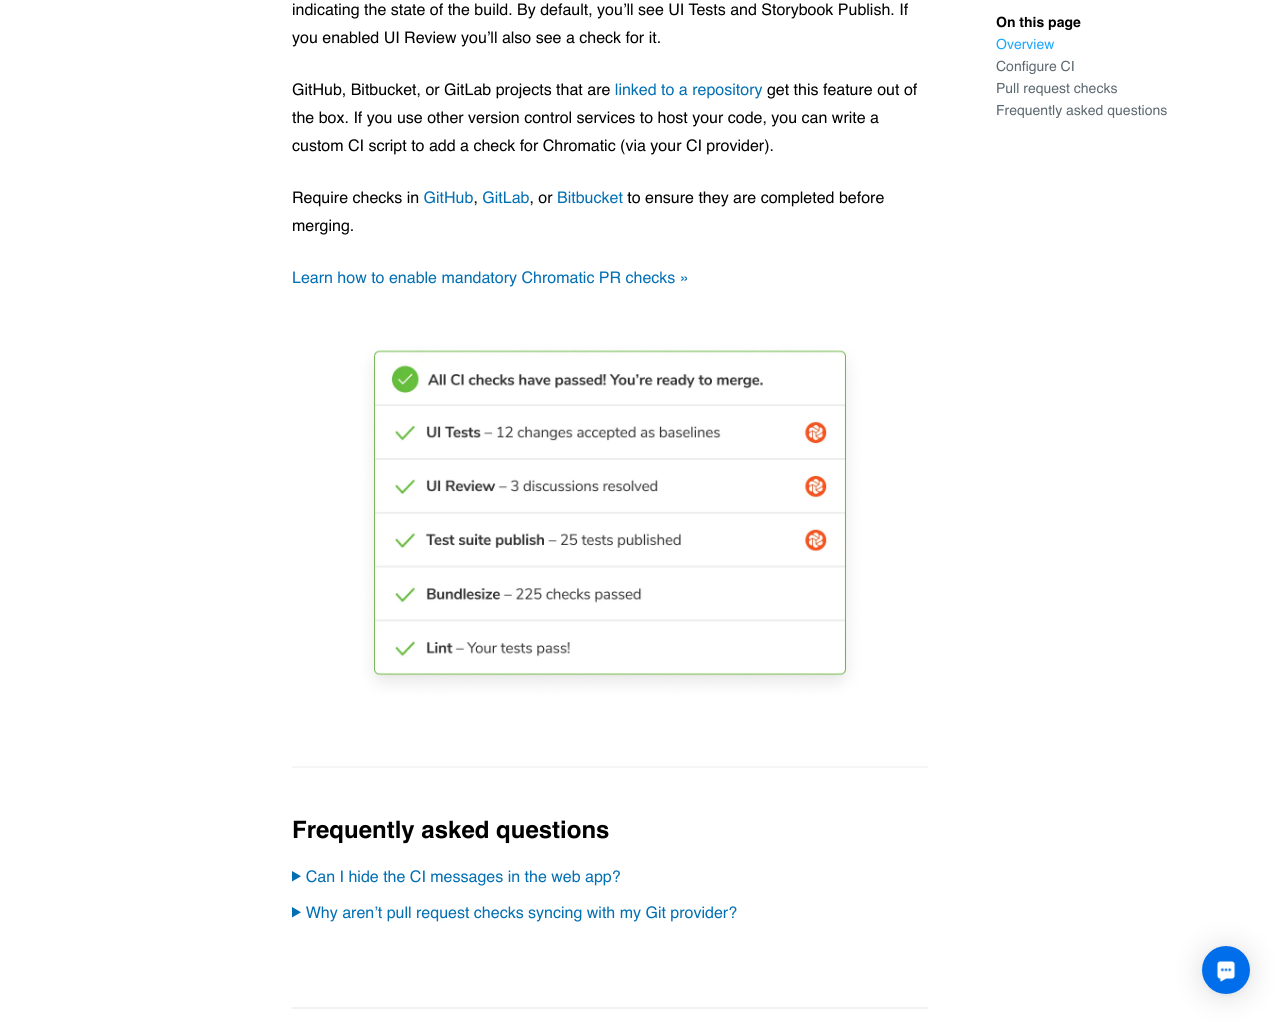 indicating the state of the build. By default, you’ll see UI Tests and Storybook Publish. If
you enabled UI Review you’ll also see a check for it.
GitHub, Bitbucket, or GitLab projects that are linked to a repository get this feature out of
the box. If you use other version control services to host your code, you can write a
custom CI script to add a check for Chromatic (via your CI provider).
Require checks in GitHub, GitLab, or Bitbucket to ensure they are completed before
merging.
Learn how to enable mandatory Chromatic PR checks »
All CI checks have passed! You’re ready to merge.
UI Tests – 12 changes accepted as baselines
UI Review – 3 discussions resolved
Test suite publish – 25 tests published
Bundlesize – 225 checks passed
Lint – Your tests pass!
Frequently asked questions
Can I hide the CI messages in the web app?
Why aren’t pull request checks syncing with my Git provider?
On this page
Overview
Configure CI
Pull request checks
Frequently asked questions